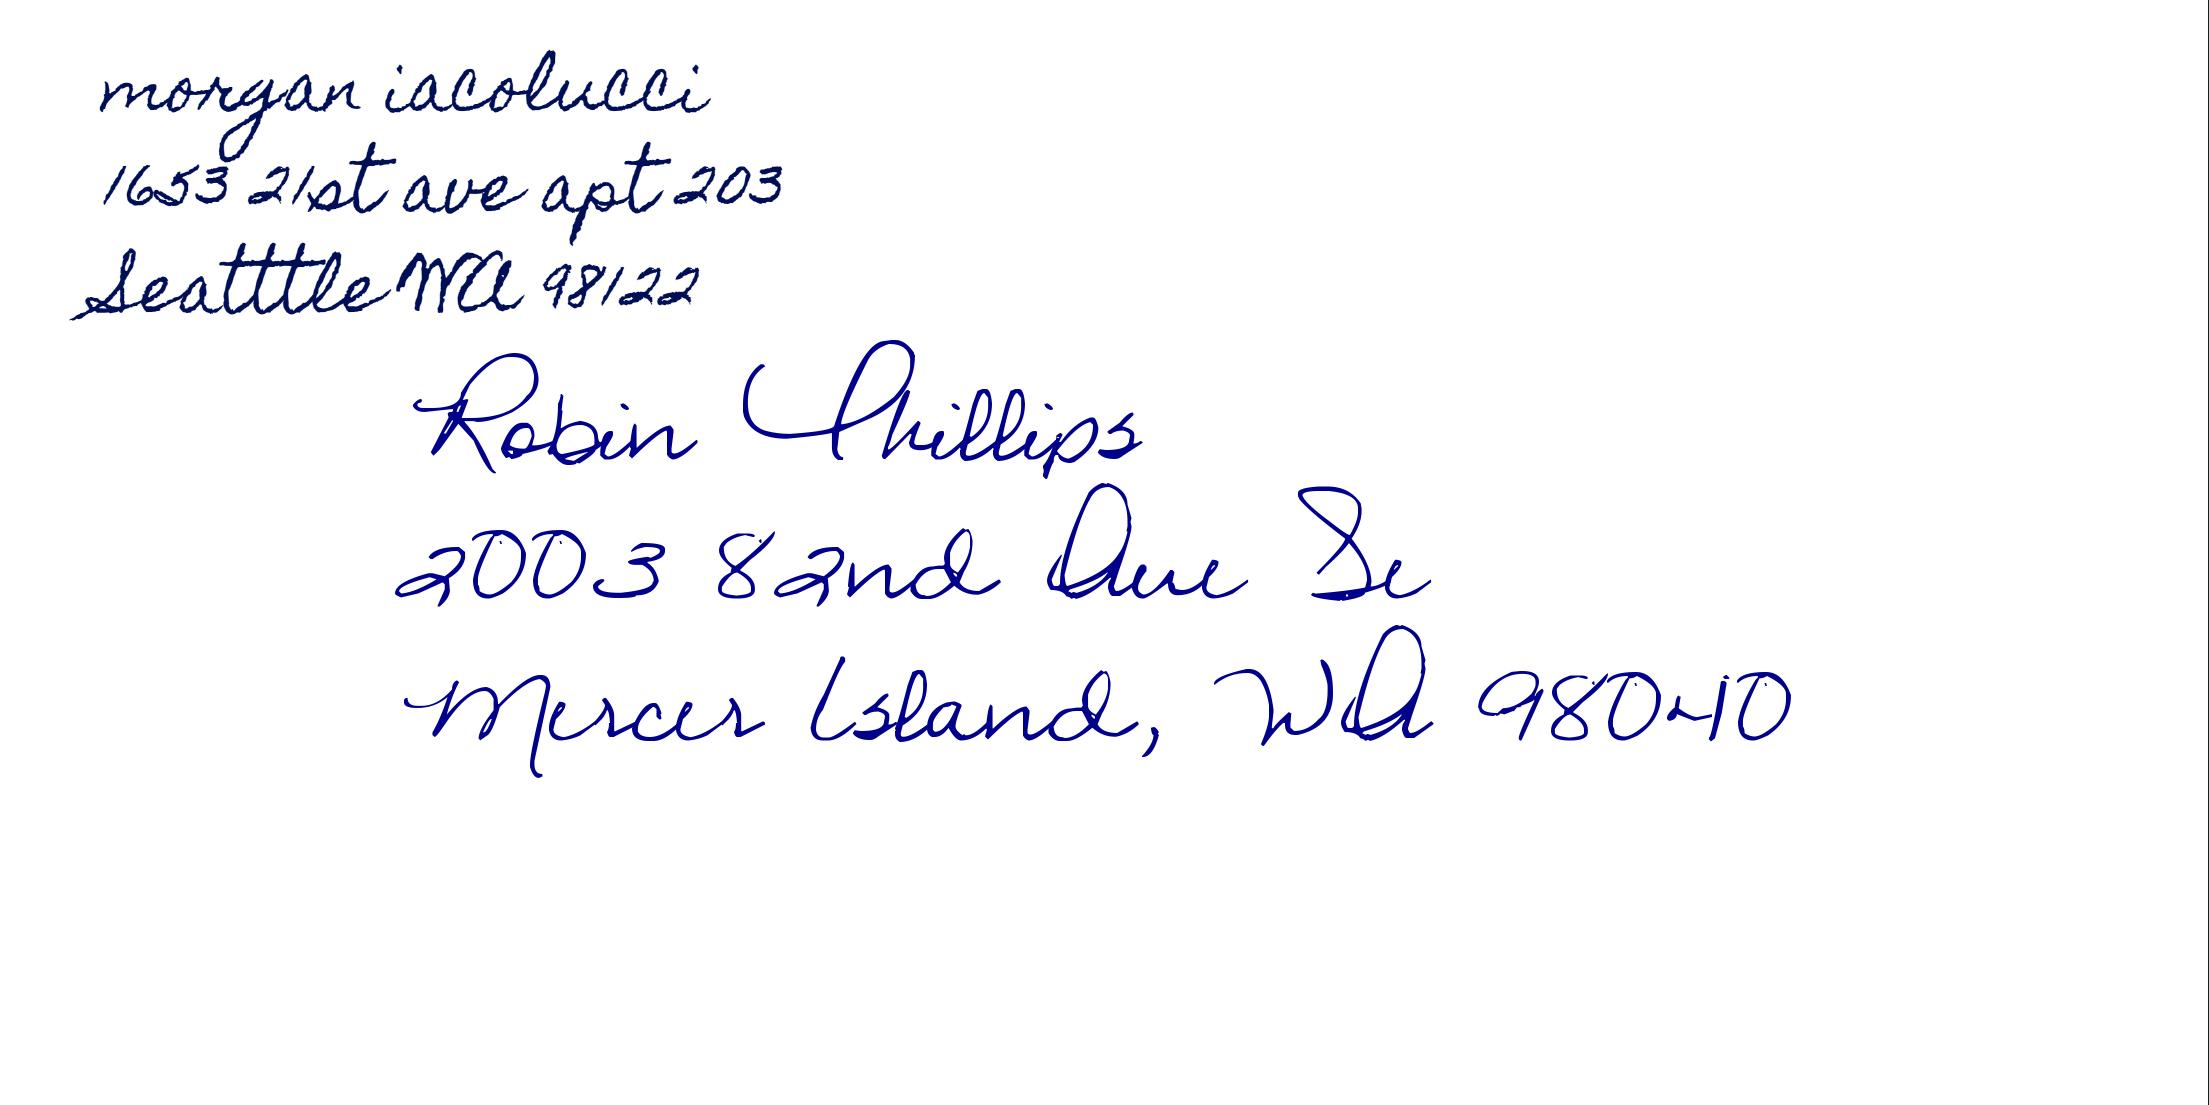 morgan iacolucci
1653 21st ave apt 203
Seatttle WA 98122
Robin Phillips
2003 82nd Ave Se
Mercer Island, WA 98040